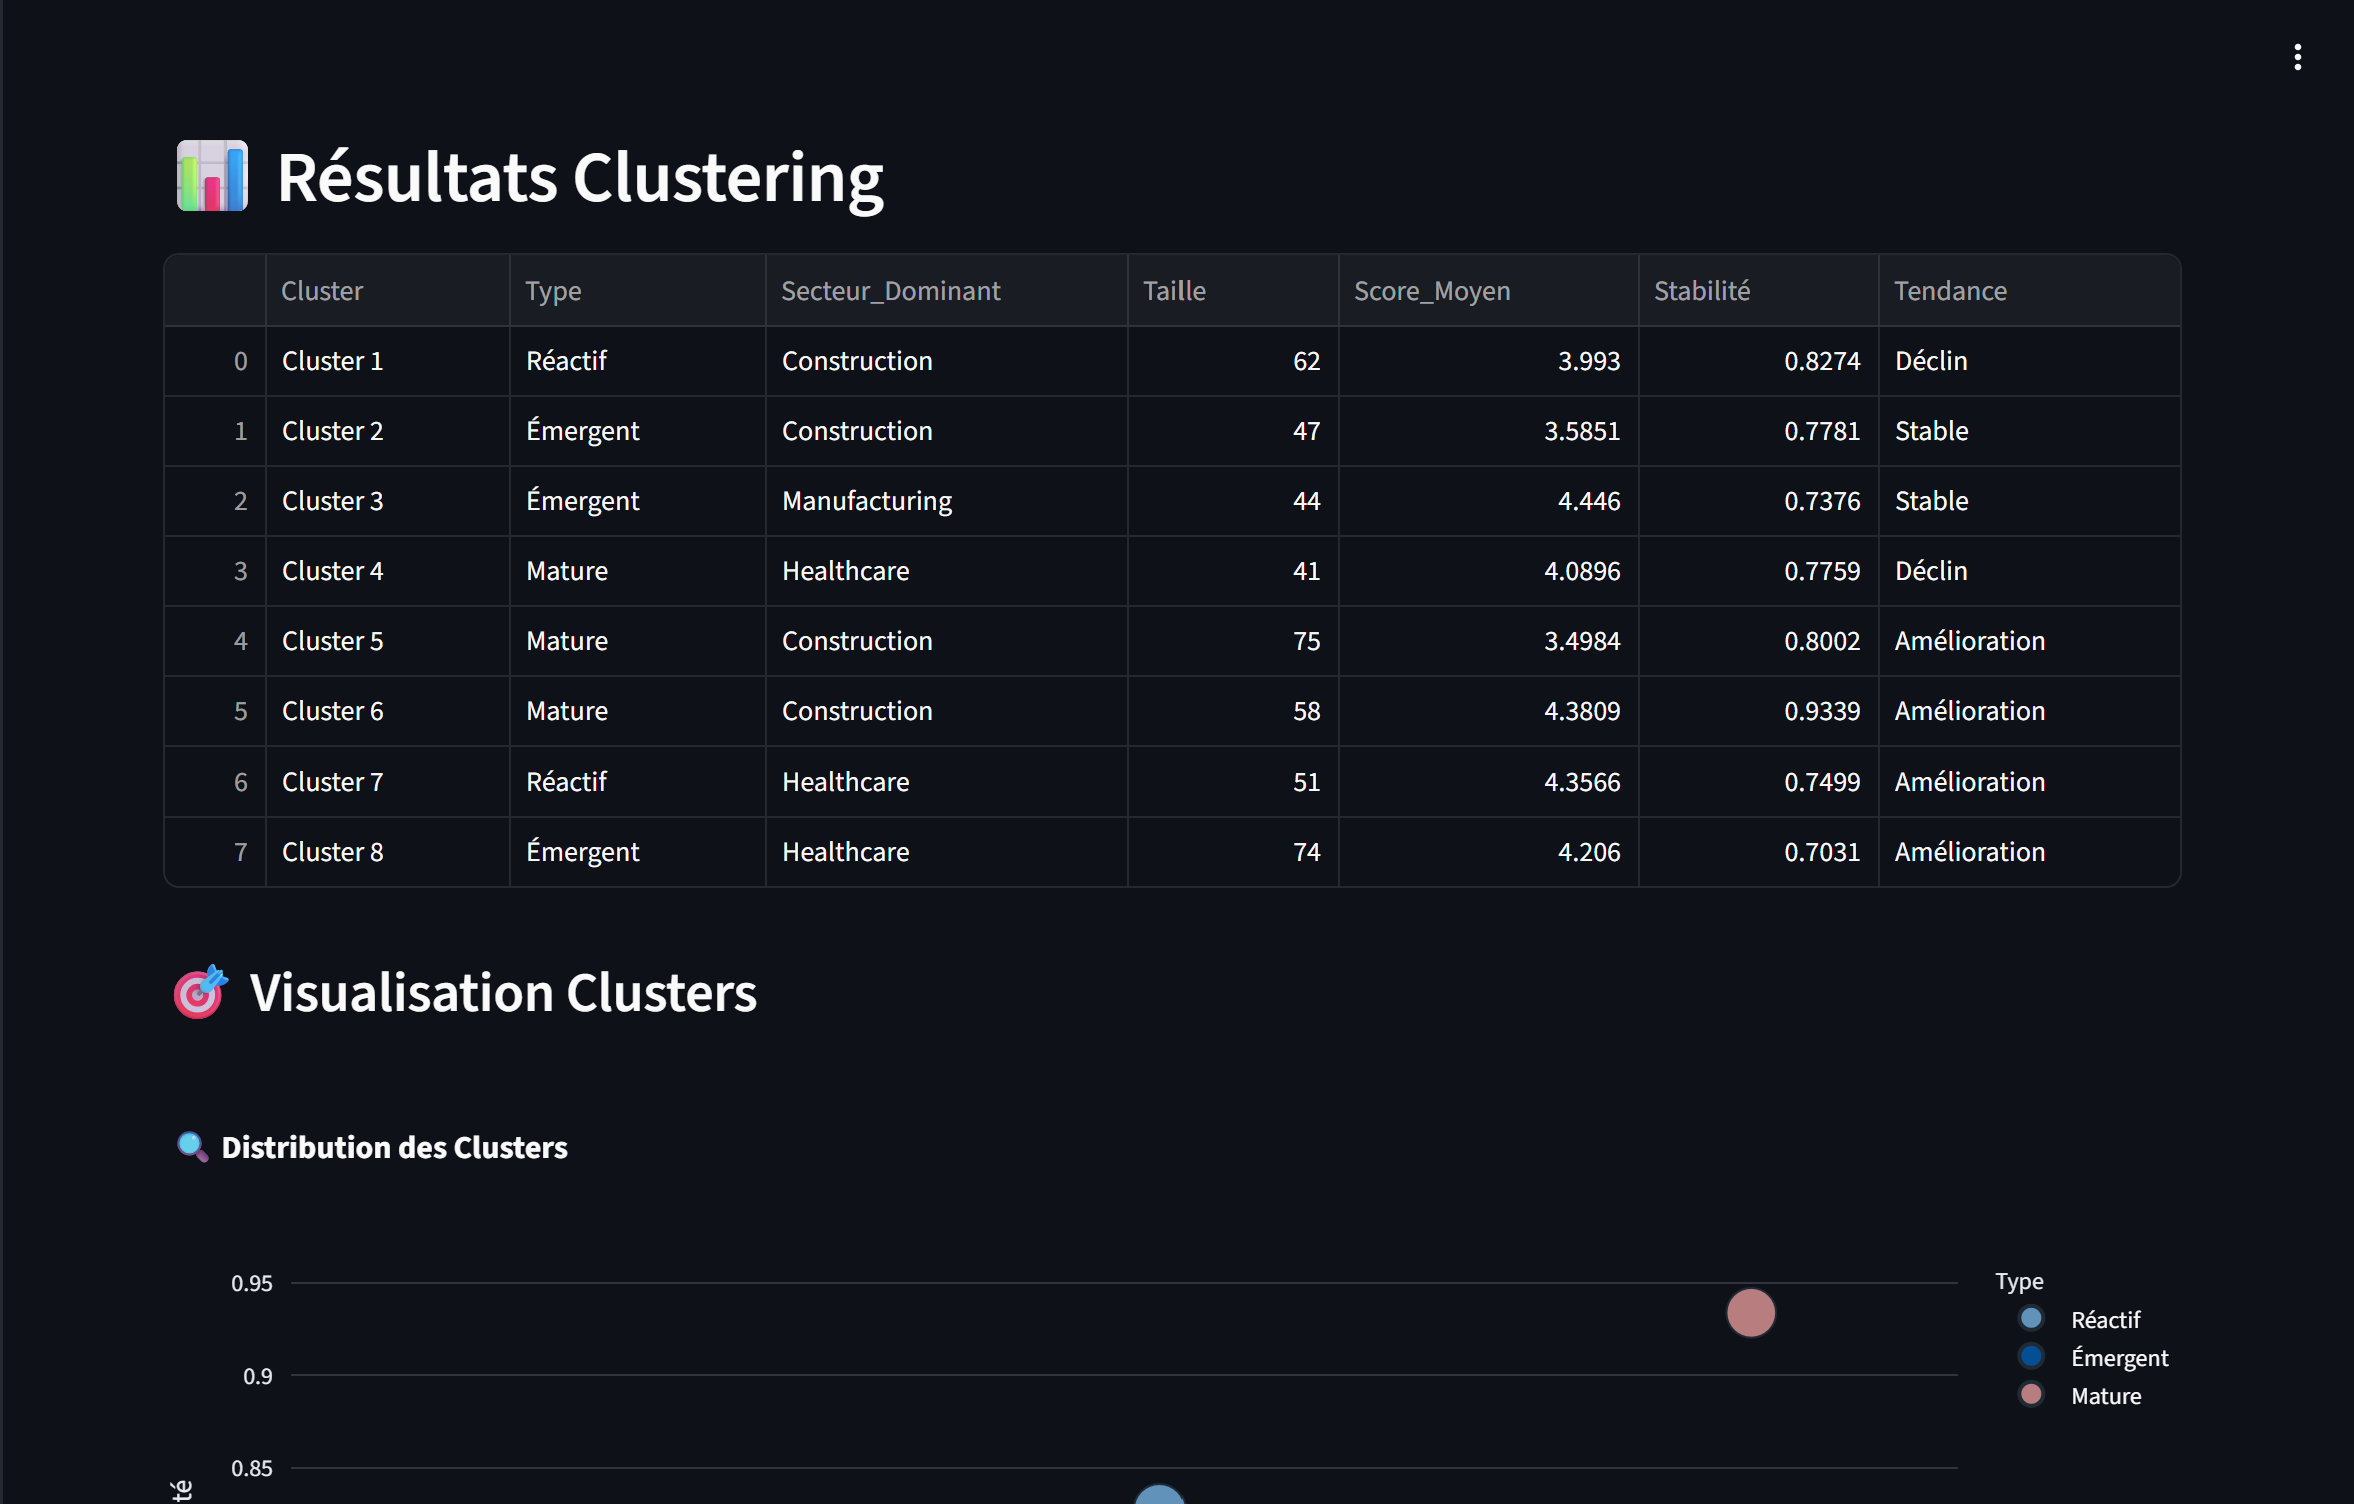 Résultats Clustering
Cluster Type Secteur_Dominant Taille Score_Moyen Stabilité Tendance
0 Cluster 1 Réactif Construction 62 3.993 0.8274 Déclin
1 Cluster 2 Émergent Construction 47 3.5851 0.7781 Stable
2 Cluster 3 Émergent Manufacturing 44 4.446 0.7376 Stable
3 Cluster 4 Mature Healthcare 41 4.0896 0.7759 Déclin
4 Cluster 5 Mature Construction 75 3.4984 0.8002 Amélioration
5 Cluster 6 Mature Construction 58 4.3809 0.9339 Amélioration
6 Cluster 7 Réactif Healthcare 51 4.3566 0.7499 Amélioration
7 Cluster 8 Émergent Healthcare 74 4.206 0.7031 Amélioration
Visualisation Clusters
Distribution des Clusters
0.95
0.9
0.85
Type
Réactif
Émergent
Mature